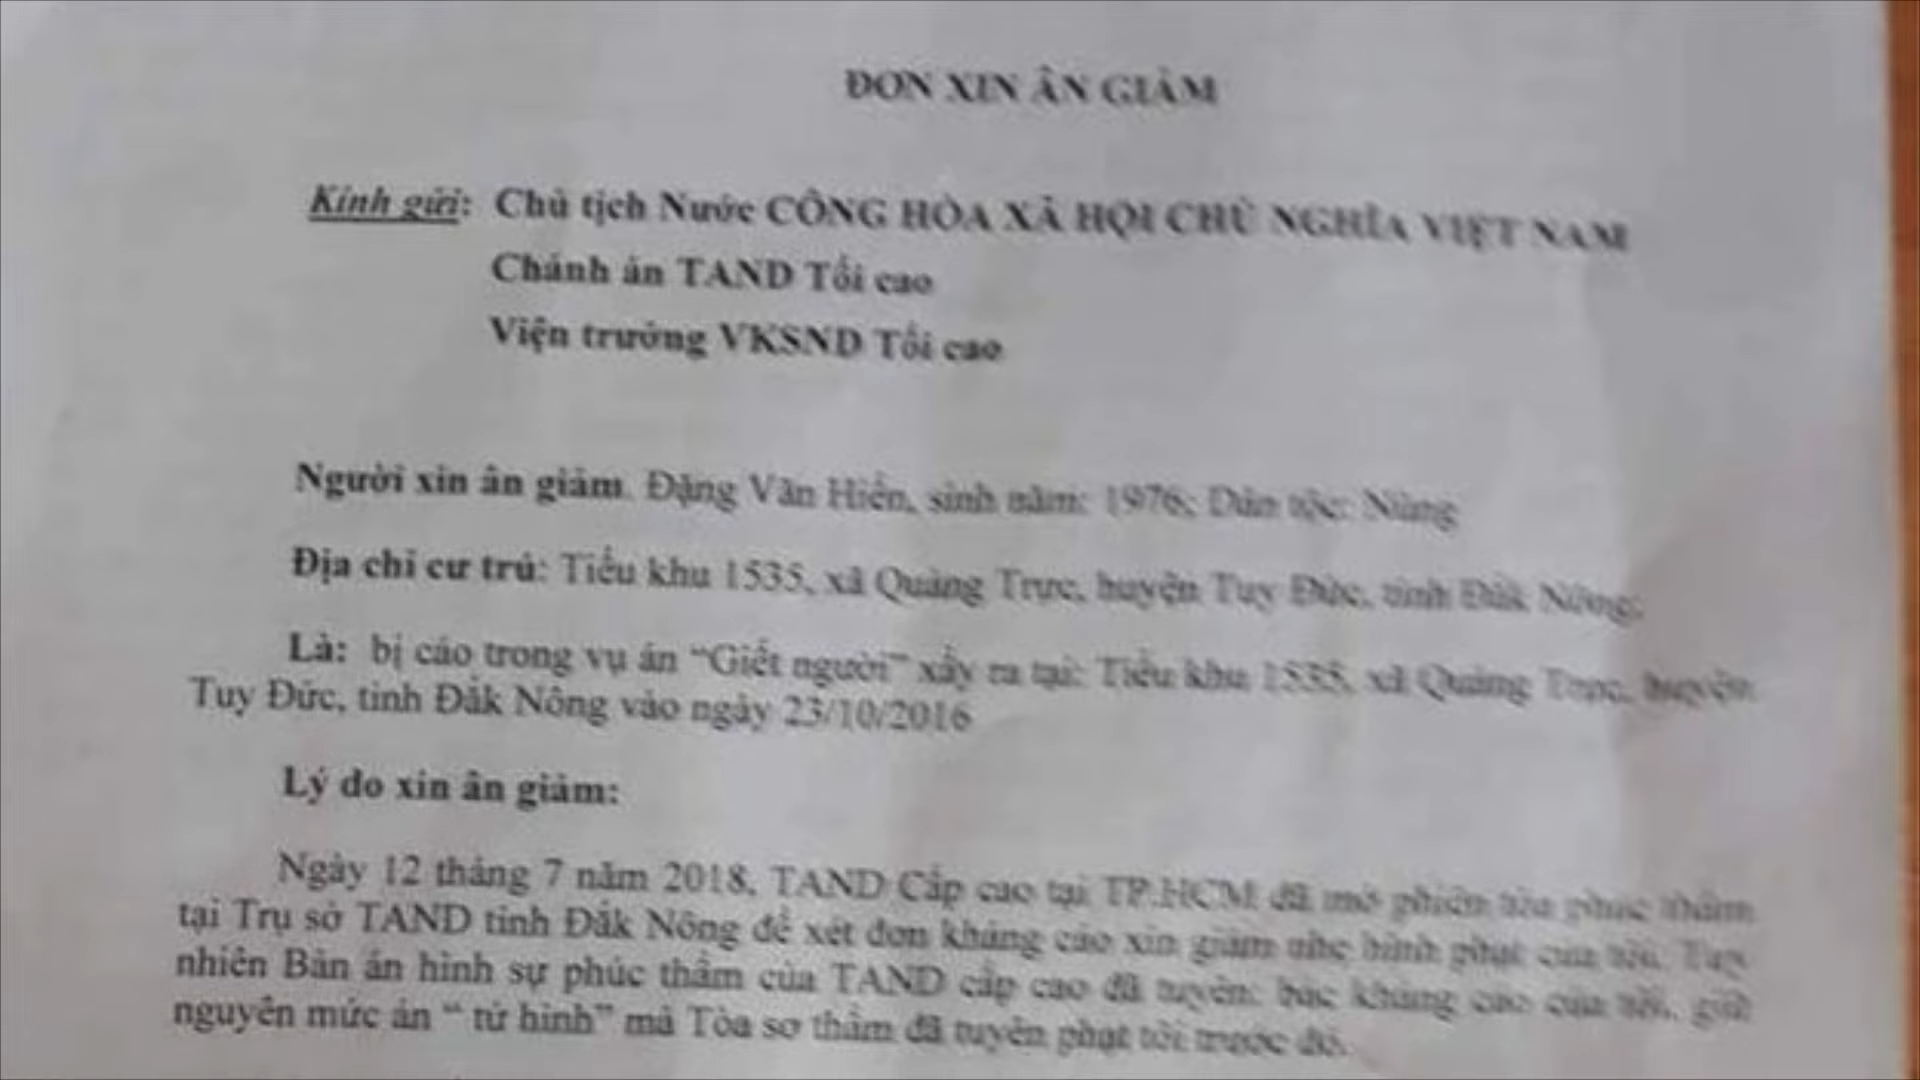 ĐƠN XIN ÂN GIẢM
Kính gửi: Chủ tịch Nước CỘNG HÒA XÃ HỘI CHỦ NGHĨA VIỆT NAM
Chánh án TAND Tối cao
Viện trưởng VKSND Tối cao
Người xin ân giảm. Đặng Văn Hiến, sinh năm: 1976; Dân tộc: Nùng
Địa chỉ cư trú: Tiểu khu 1535, xã Quảng Trực, huyện Tuy Đức, tỉnh Đắk Nông;
Là: bị cáo trong vụ án “Giết người” xẩy ra tại: Tiểu khu 1535, xã Quảng Trực, huyện
Tuy Đức, tỉnh Đắk Nông vào ngày 23/10/2016
Lý do xin ân giảm:
Ngày 12 tháng 7 năm 2018, TAND Cấp cao tại TP.HCM đã mở phiên tòa phúc thẩm
tại Trụ sở TAND tỉnh Đắk Nông để xét đơn kháng cáo xin giảm nhẹ hình phạt của tôi. Tuy
nhiên Bản án hình sự phúc thẩm của TAND cấp cao đã tuyên: bác kháng cáo của tôi, giữ
nguyên mức án “ tử hình” mà Tòa sơ thẩm đã tuyên phạt tôi trước đó.